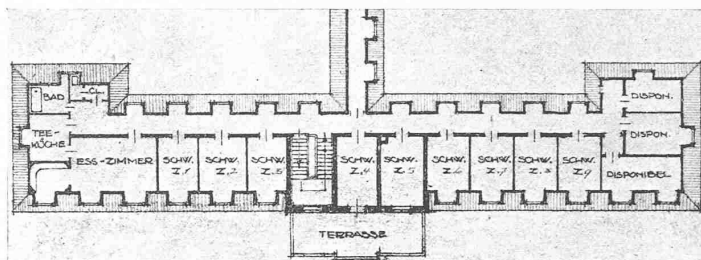 BAD
CL.
TEE-
KÜCHE
ESS-ZIMMER
SCHW.
Z.1
SCHW.
Z.2
SCHW.
Z.3
SCHW.
Z.4
SCHW.
Z.5
SCHW.
Z.6
SCHW.
Z.7
SCHW.
Z.8
SCHW.
Z.9
DISPON.
DISPON.
DISPONIBEL
TERRASSE